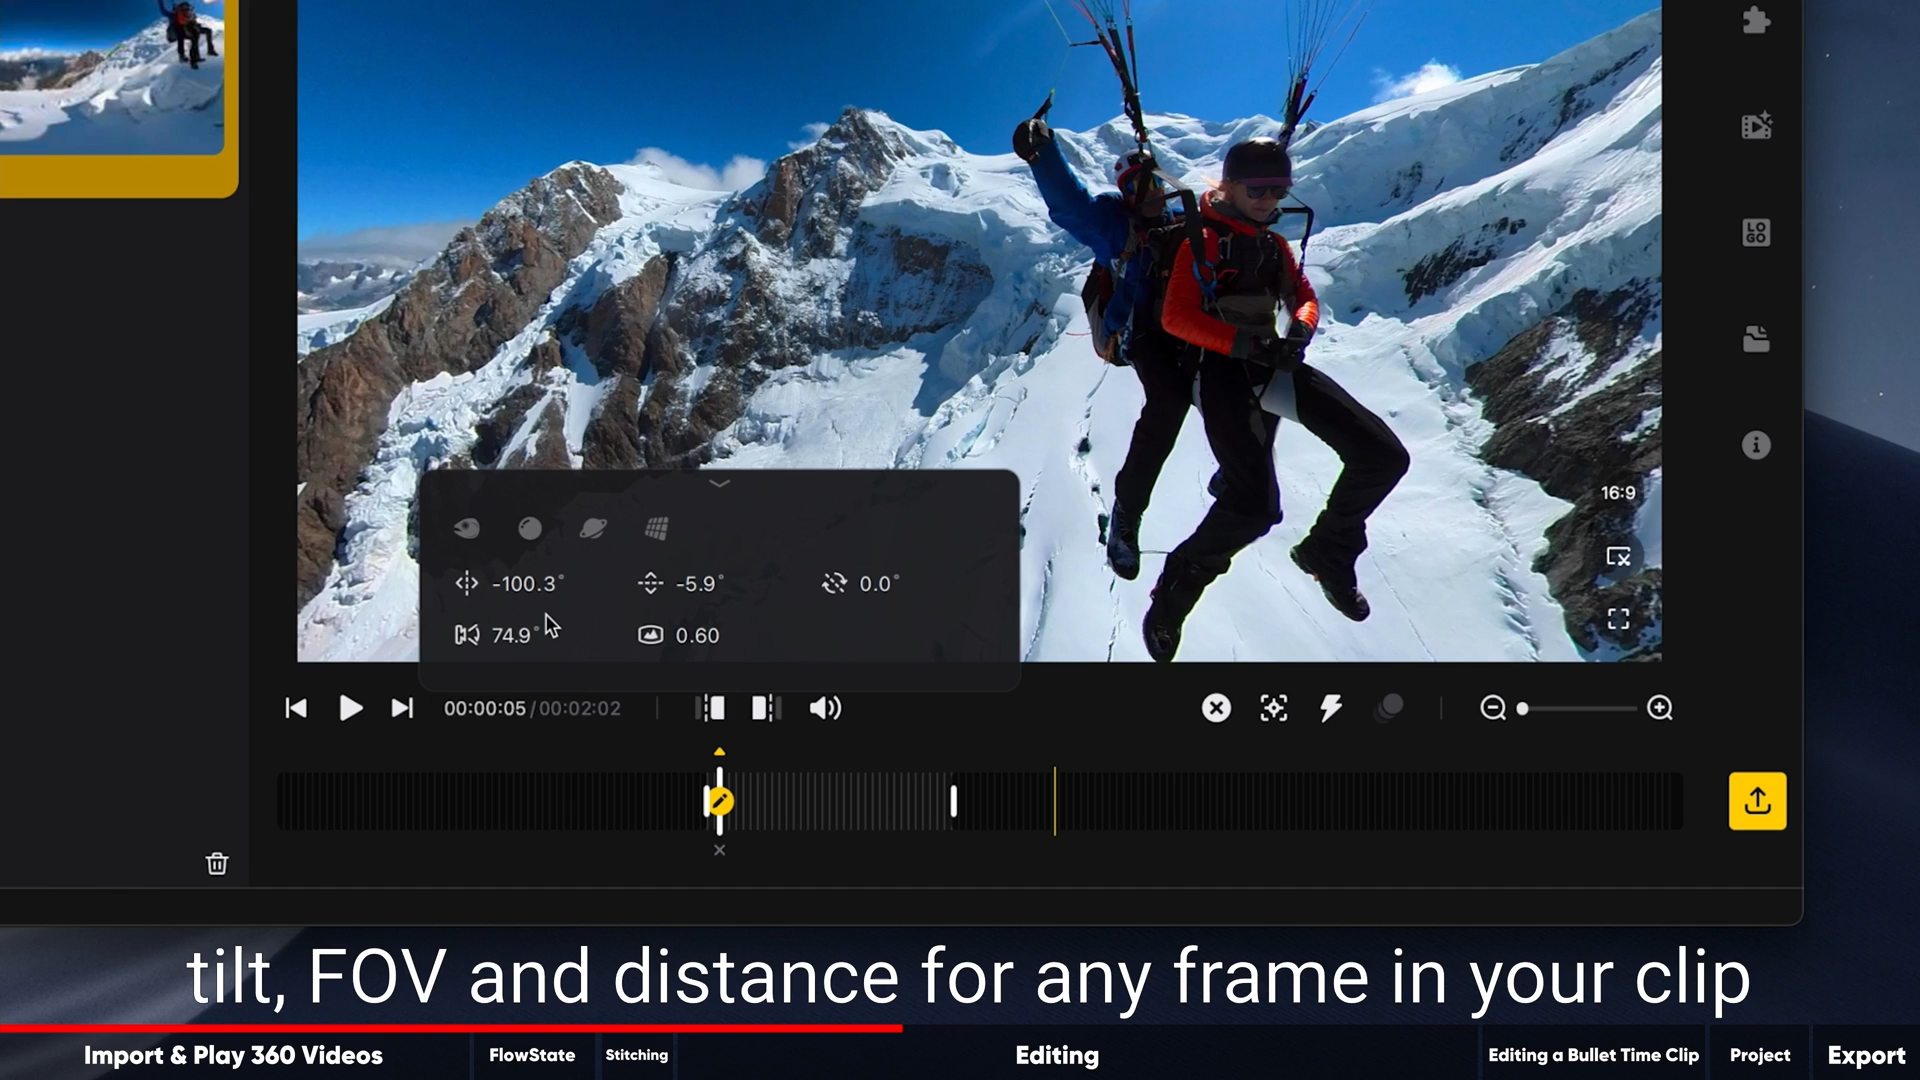 LO
GO
16:9
-100.3°
-5.9°
0.0°
74.9°
0.60
00:00:05/00:02:02
tilt, FOV and distance for any frame in your clip
Import & Play 360 Videos
FlowState
Stitching
Editing
Editing a Bullet Time Clip
Project
Export